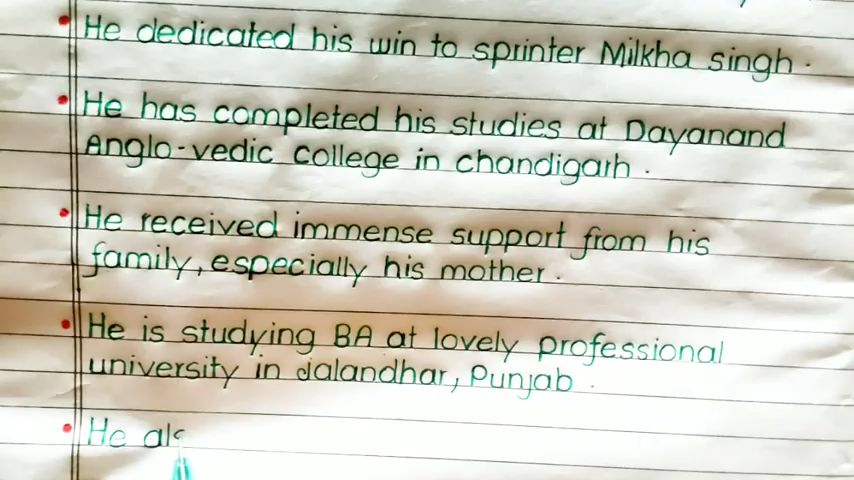 He dedicated his win to sprinter Milkha singh.
He has completed his studies at Dayanand
Anglo-vedic college in chandigarh.
He received immense support from his
family, especially his mother.
He is studying BA at lovely professional
university in Jalandhar, Punjab.
He als